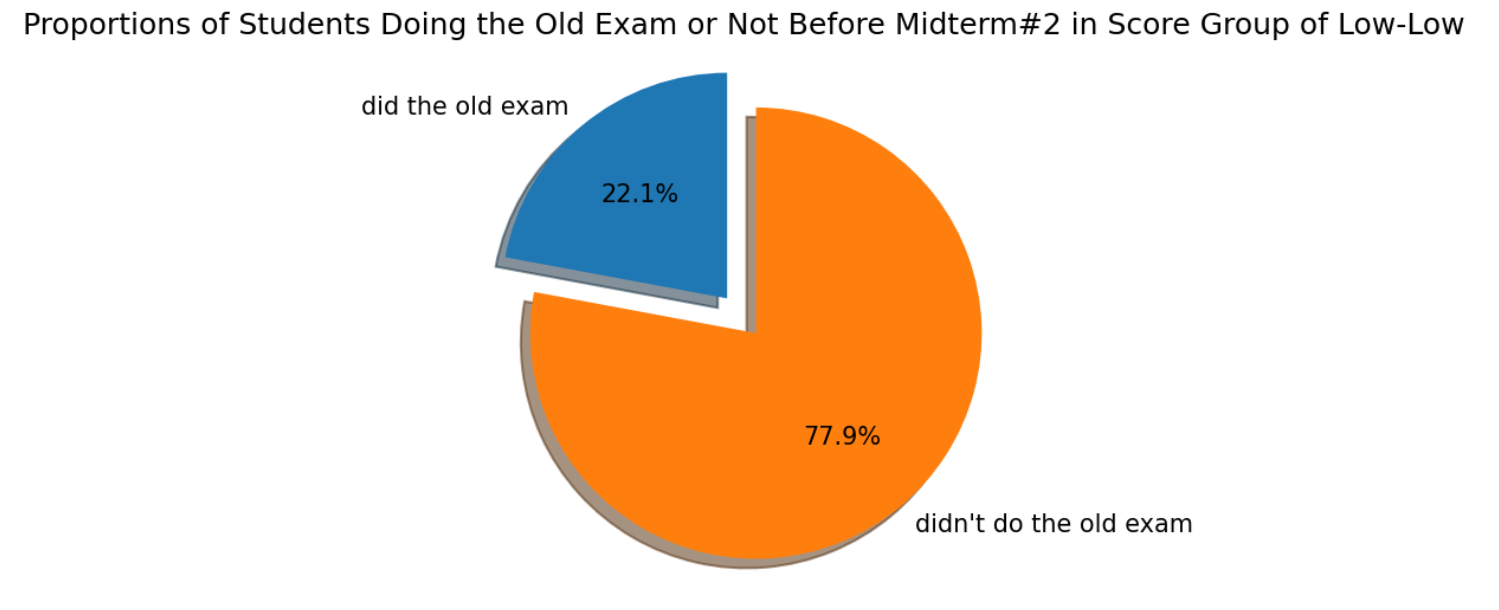 Proportions of Students Doing the Old Exam or Not Before Midterm#2 in Score Group of Low-Low
did the old exam
22.1%
77.9%
didn't do the old exam